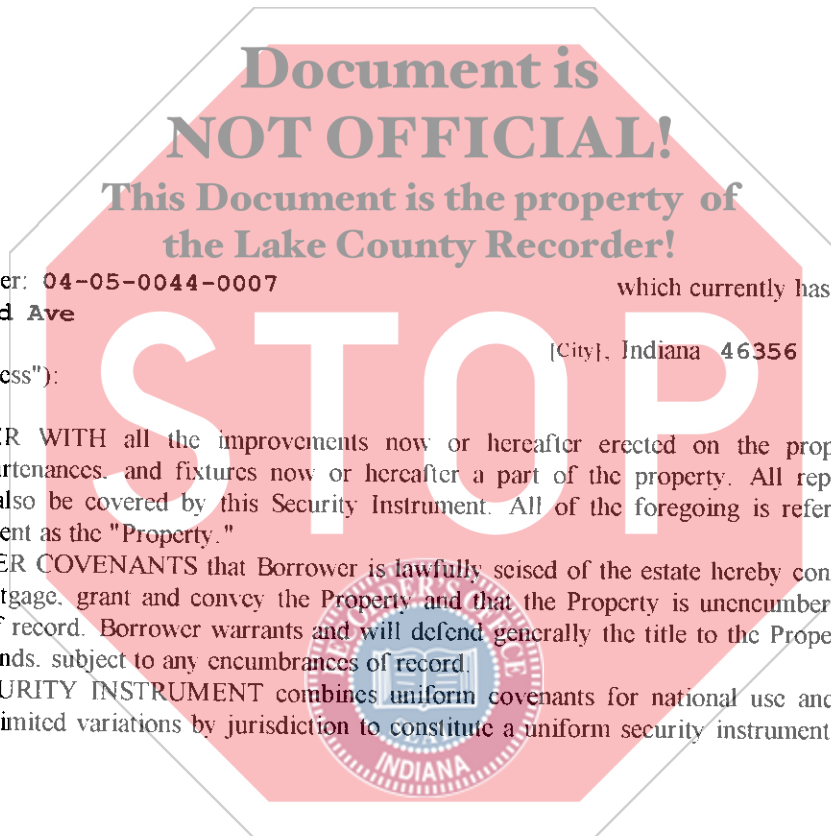 Document is
NOT OFFICIAL!
This Document is the property of
the Lake County Recorder!
er: 04-05-0044-0007 which currently has
d Ave
[City], Indiana 46356
ess"):
STOP
ER WITH all the improvements now or hereafter erected on the prop
urtenances, and fixtures now or hereafter a part of the property. All rep
also be covered by this Security Instrument. All of the foregoing is refer
ent as the "Property."
ER COVENANTS that Borrower is lawfully seised of the estate hereby con
tgage, grant and convey the Property and that the Property is unencumber
f record. Borrower warrants and will defend generally the title to the Prope
nds, subject to any encumbrances of record.
URITY INSTRUMENT combines uniform covenants for national use and
imited variations by jurisdiction to constitute a uniform security instrument
RECORDER'S OFFICE
SEAL
INDIANA